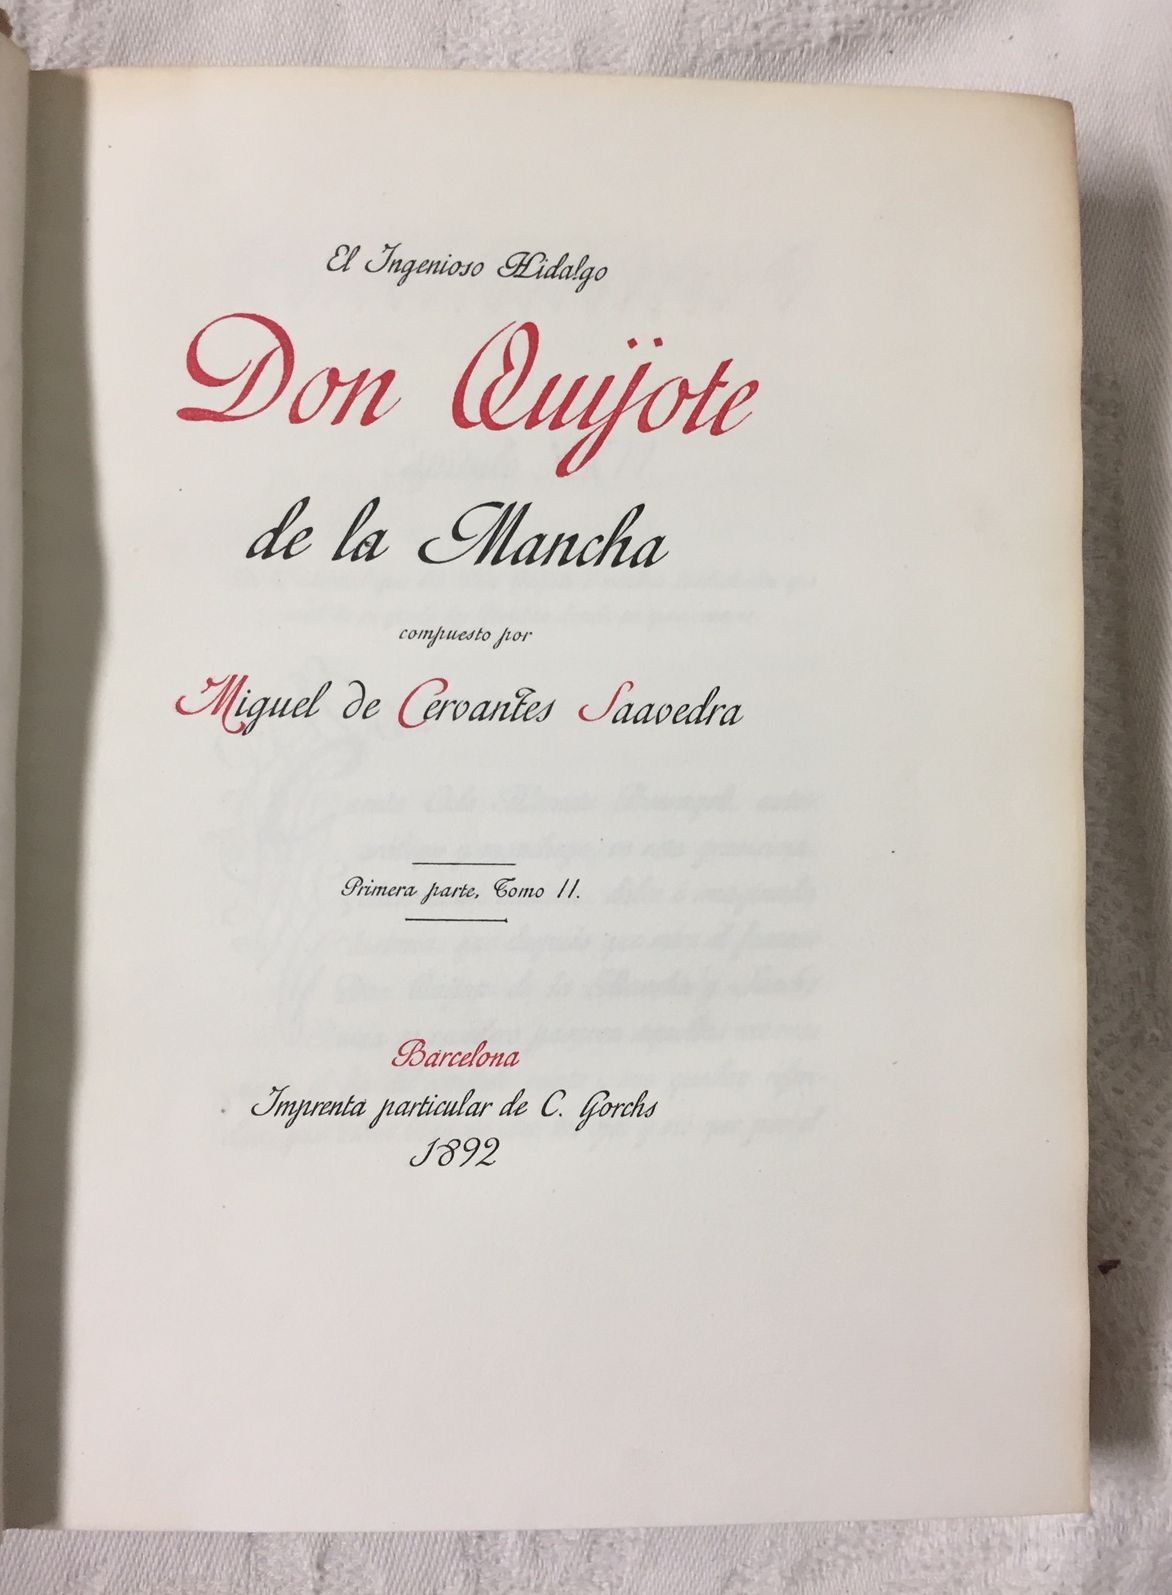 El Ingenioso Hidalgo
Don Quijote
de la Mancha
compuesto por
Miguel de Cervantes Saavedra
Primera parte, Tomo II.
Barcelona
Imprenta particular de C. Gorchs
1892